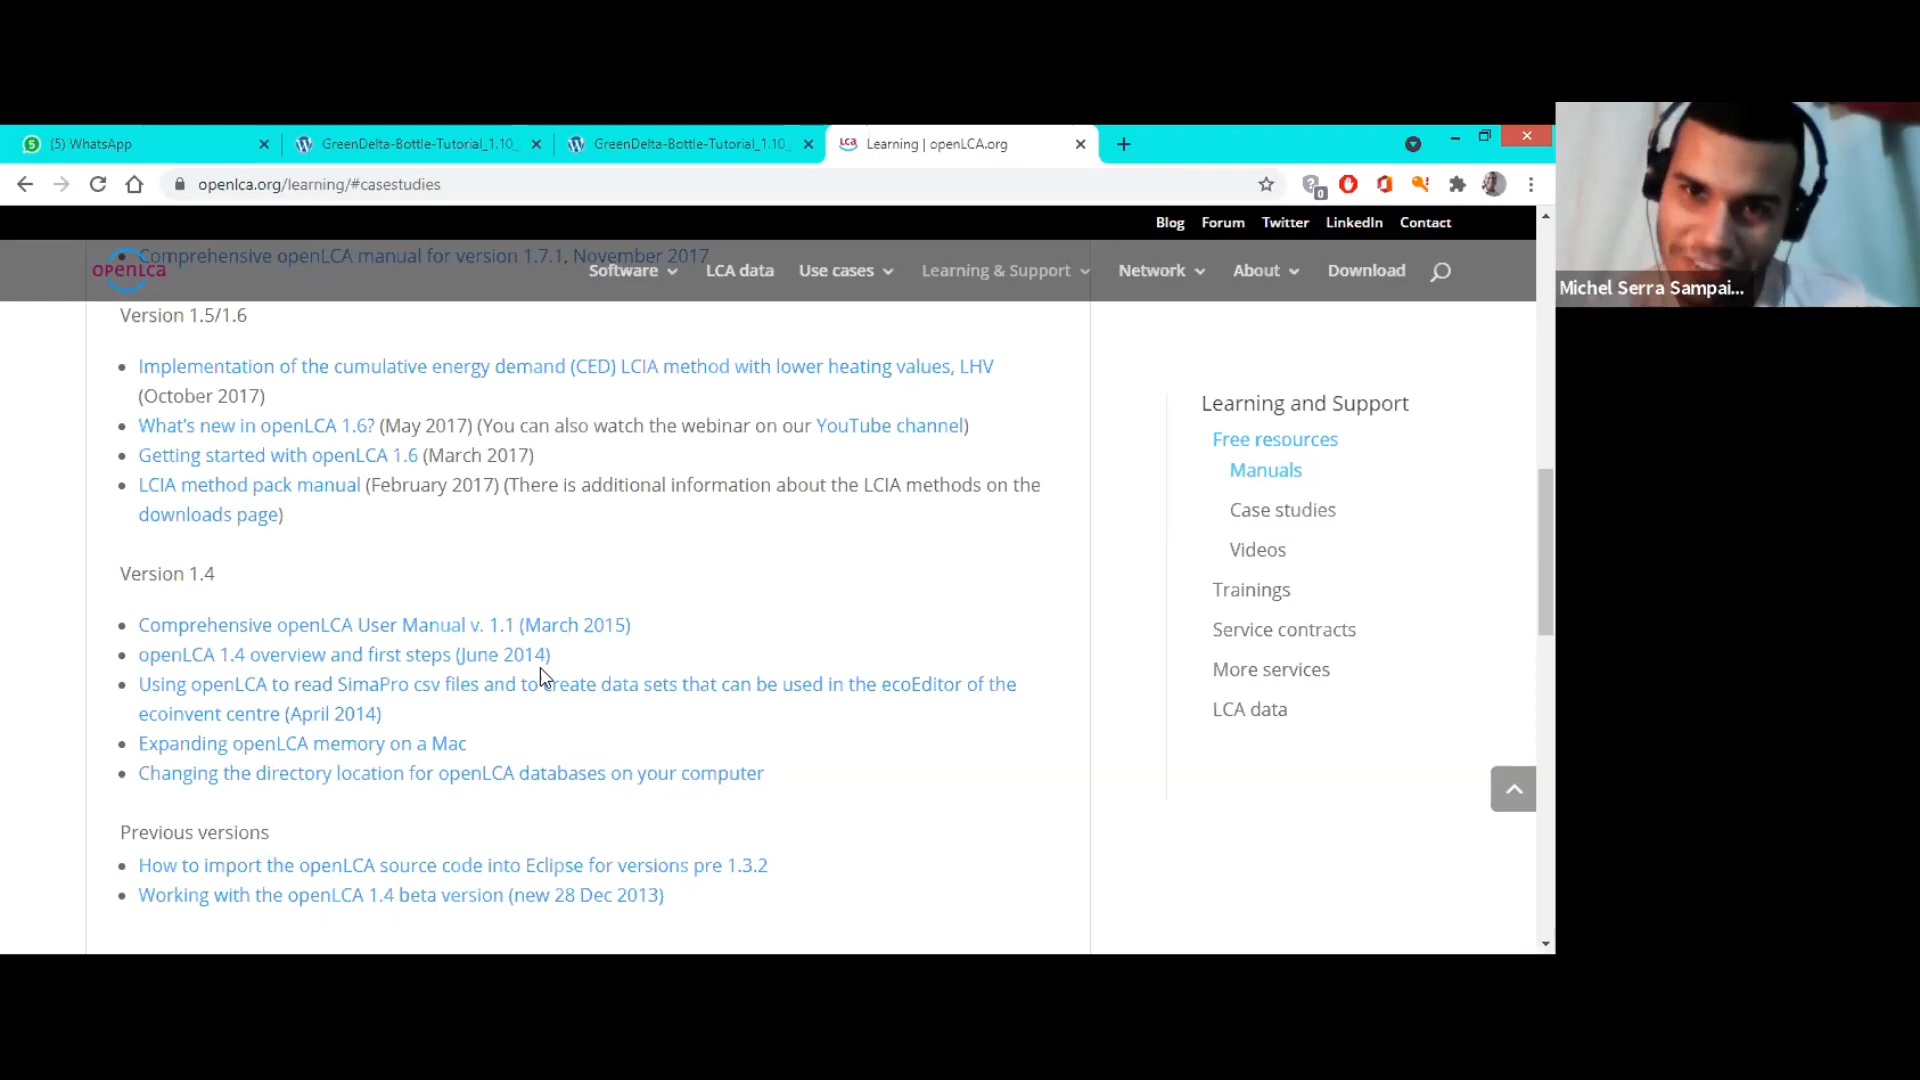 (5) WhatsApp
GreenDelta-Bottle-Tutorial_1.10_
GreenDelta-Bottle-Tutorial_1.10_
LCA
Learning | openLCA.org
openlca.org/learning/#casestudies
0
Blog Forum Twitter LinkedIn Contact
Comprehensive openLCA manual for version 1.7.1, November 2017
openLCA
Software LCA data Use cases Learning & Support Network About Download
Michel Serra Sampai...
Version 1.5/1.6
Implementation of the cumulative energy demand (CED) LCIA method with lower heating values, LHV
(October 2017)
What's new in openLCA 1.6? (May 2017) (You can also watch the webinar on our YouTube channel)
Getting started with openLCA 1.6 (March 2017)
LCIA method pack manual (February 2017) (There is additional information about the LCIA methods on the
downloads page)
Version 1.4
Comprehensive openLCA User Manual v. 1.1 (March 2015)
openLCA 1.4 overview and first steps (June 2014)
Using openLCA to read SimaPro csv files and to create data sets that can be used in the ecoEditor of the
ecoinvent centre (April 2014)
Expanding openLCA memory on a Mac
Changing the directory location for openLCA databases on your computer
Previous versions
How to import the openLCA source code into Eclipse for versions pre 1.3.2
Working with the openLCA 1.4 beta version (new 28 Dec 2013)
Learning and Support
Free resources
Manuals
Case studies
Videos
Trainings
Service contracts
More services
LCA data